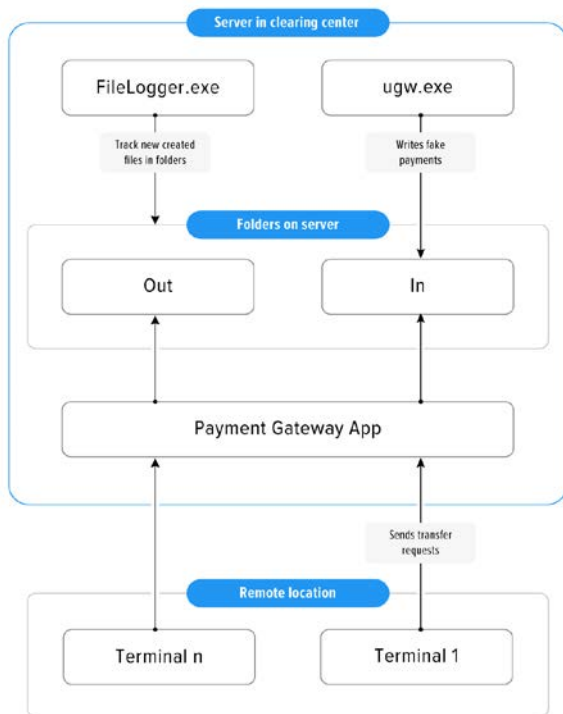 Server in clearing center
FileLogger.exe
ugw.exe
Track new created
files in folders
Writes fake
payments
Folders on server
Out
In
Payment Gateway App
Sends transfer
requests
Remote location
Terminal n
Terminal 1